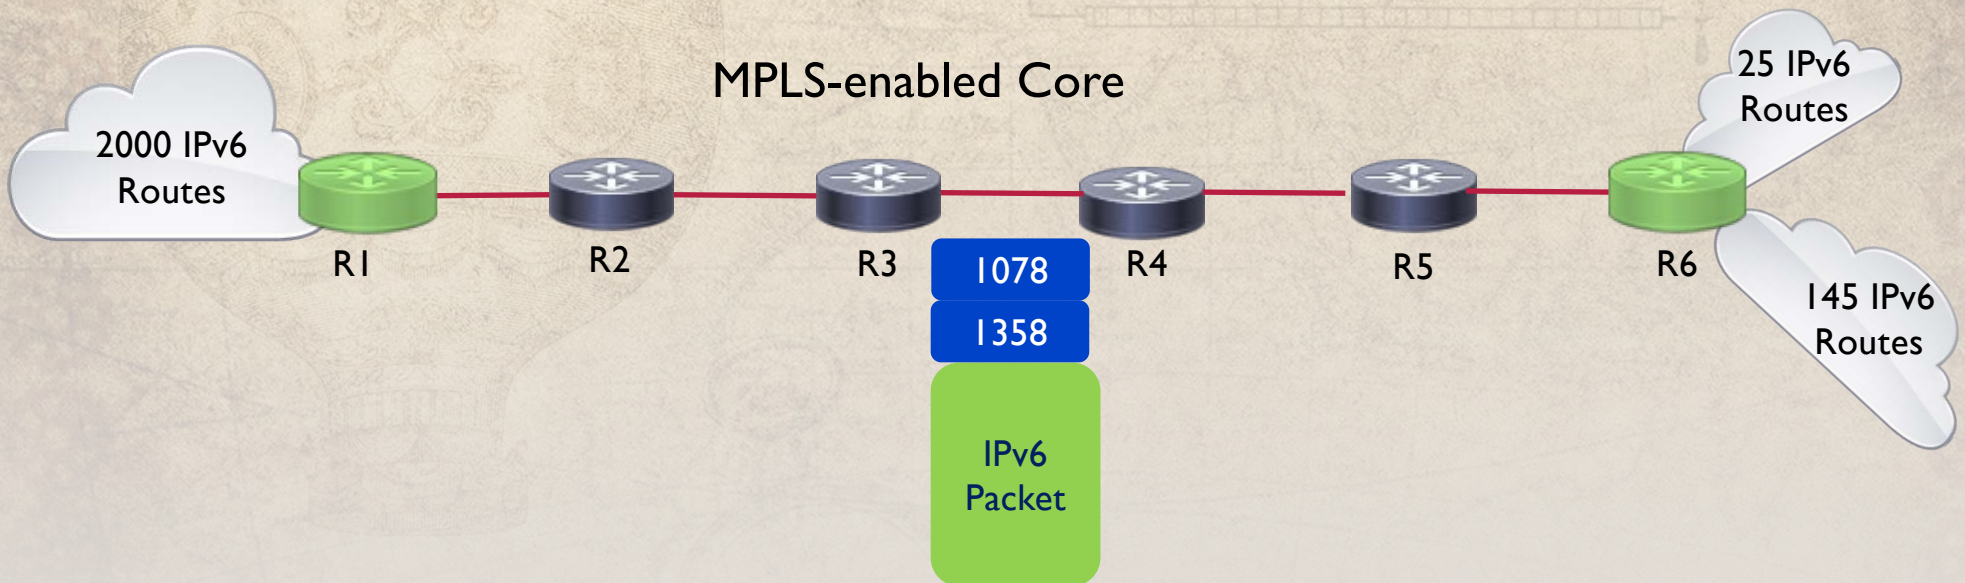 MPLS-enabled Core
2000 IPv6
Routes
25 IPv6
Routes
R1
R2
R3
R4
R5
R6
1078
1358
145 IPv6
Routes
IPv6
Packet